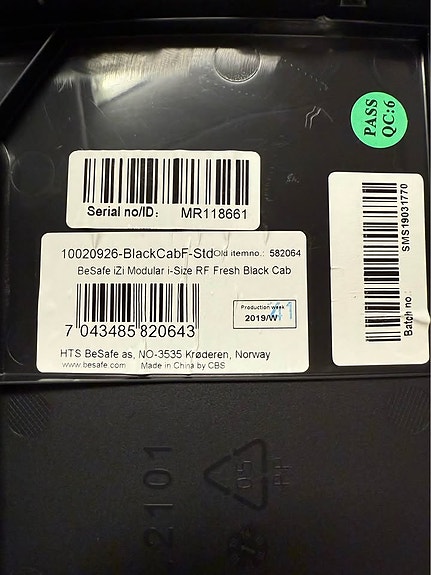 PASS
QC:6
Serial no/ID: MR118661
10020926-BlackCabF-Std Old itemno.: 582064
BeSafe iZi Modular i-Size RF Fresh Black Cab
Production week
2019/W 41
7 043485 820643
HTS BeSafe as, NO-3535 Krøderen, Norway
www.besafe.com Made in China by CBS
Batch no.:
SMS19031770
2101
05
PP